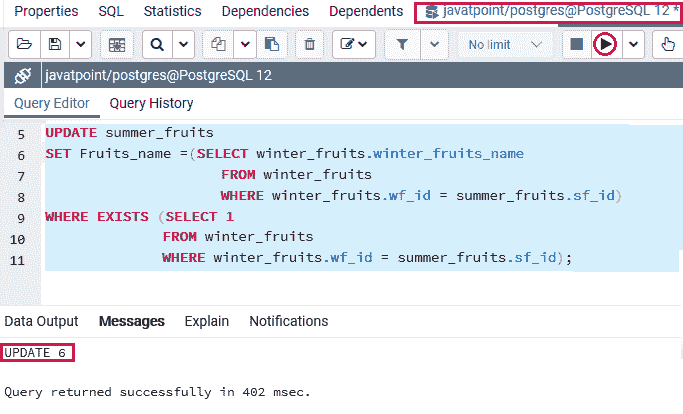 Properties SQL Statistics Dependencies Dependents javatpoint/postgres@PostgreSQL 12 *
No limit
javatpoint/postgres@PostgreSQL 12
Query Editor Query History
5 UPDATE summer_fruits
6 SET Fruits_name =(SELECT winter_fruits.winter_fruits_name
7 FROM winter_fruits
8 WHERE winter_fruits.wf_id = summer_fruits.sf_id)
9 WHERE EXISTS (SELECT 1
10 FROM winter_fruits
11 WHERE winter_fruits.wf_id = summer_fruits.sf_id);
Data Output Messages Explain Notifications
UPDATE 6
Query returned successfully in 402 msec.